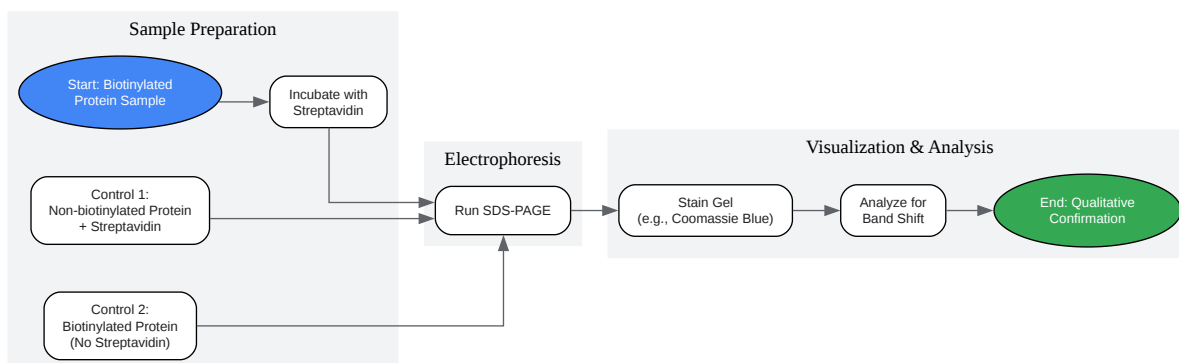 Sample Preparation
Start: Biotinylated
Protein Sample
Incubate with
Streptavidin
Control 1:
Non-biotinylated Protein
+ Streptavidin
Control 2:
Biotinylated Protein
(No Streptavidin)
Electrophoresis
Run SDS-PAGE
Visualization & Analysis
Stain Gel
(e.g., Coomassie Blue)
Analyze for
Band Shift
End: Qualitative
Confirmation